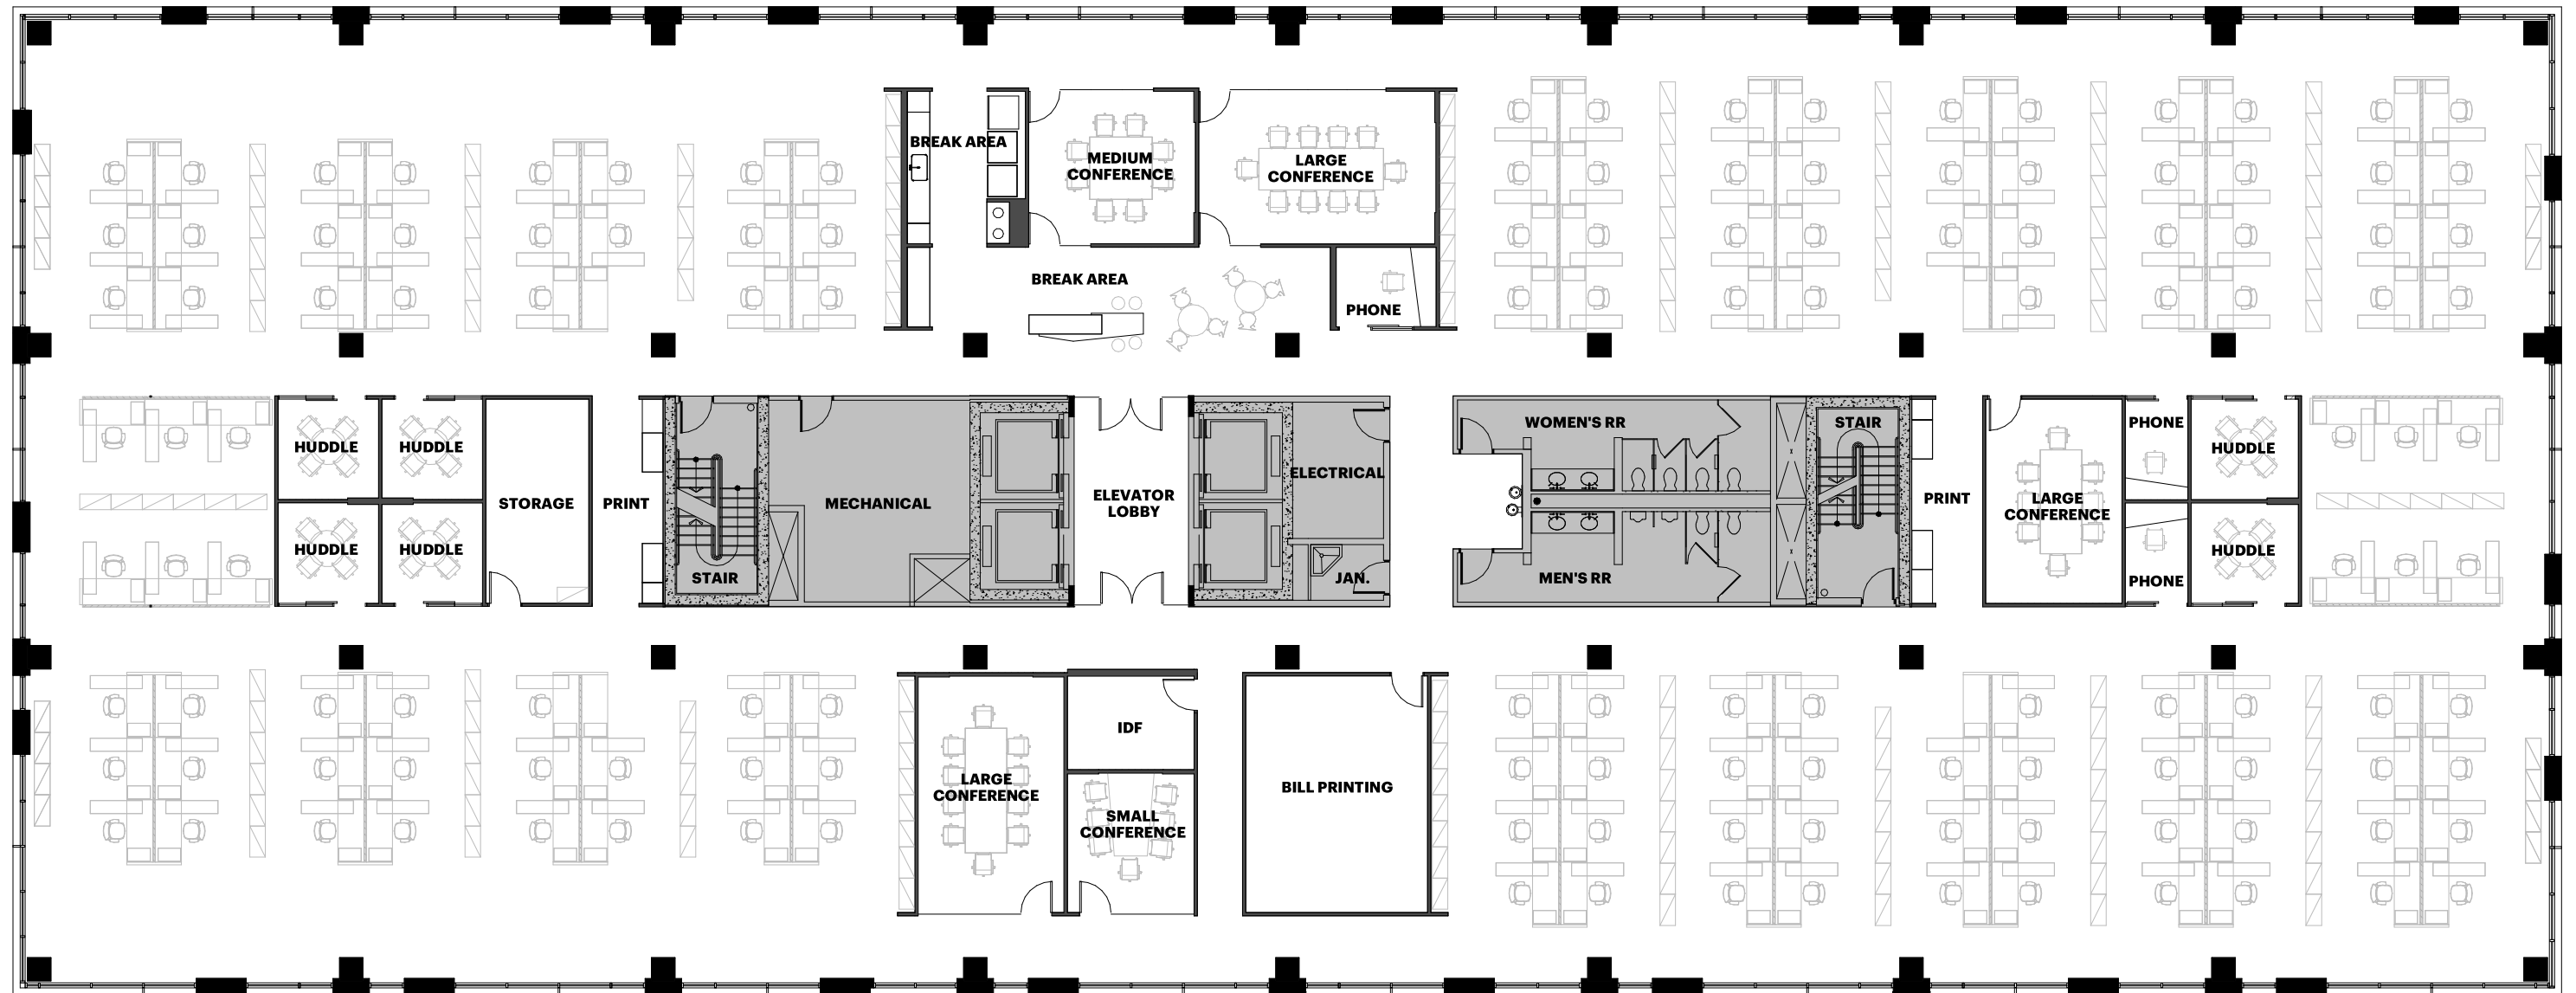 BREAK AREA
MEDIUM
CONFERENCE
LARGE
CONFERENCE
BREAK AREA
PHONE
HUDDLE
HUDDLE
STORAGE
PRINT
MECHANICAL
ELEVATOR
LOBBY
ELECTRICAL
WOMEN'S RR
STAIR
PRINT
LARGE
CONFERENCE
PHONE
HUDDLE
HUDDLE
HUDDLE
STAIR
JAN.
MEN'S RR
PHONE
HUDDLE
LARGE
CONFERENCE
IDF
SMALL
CONFERENCE
BILL PRINTING